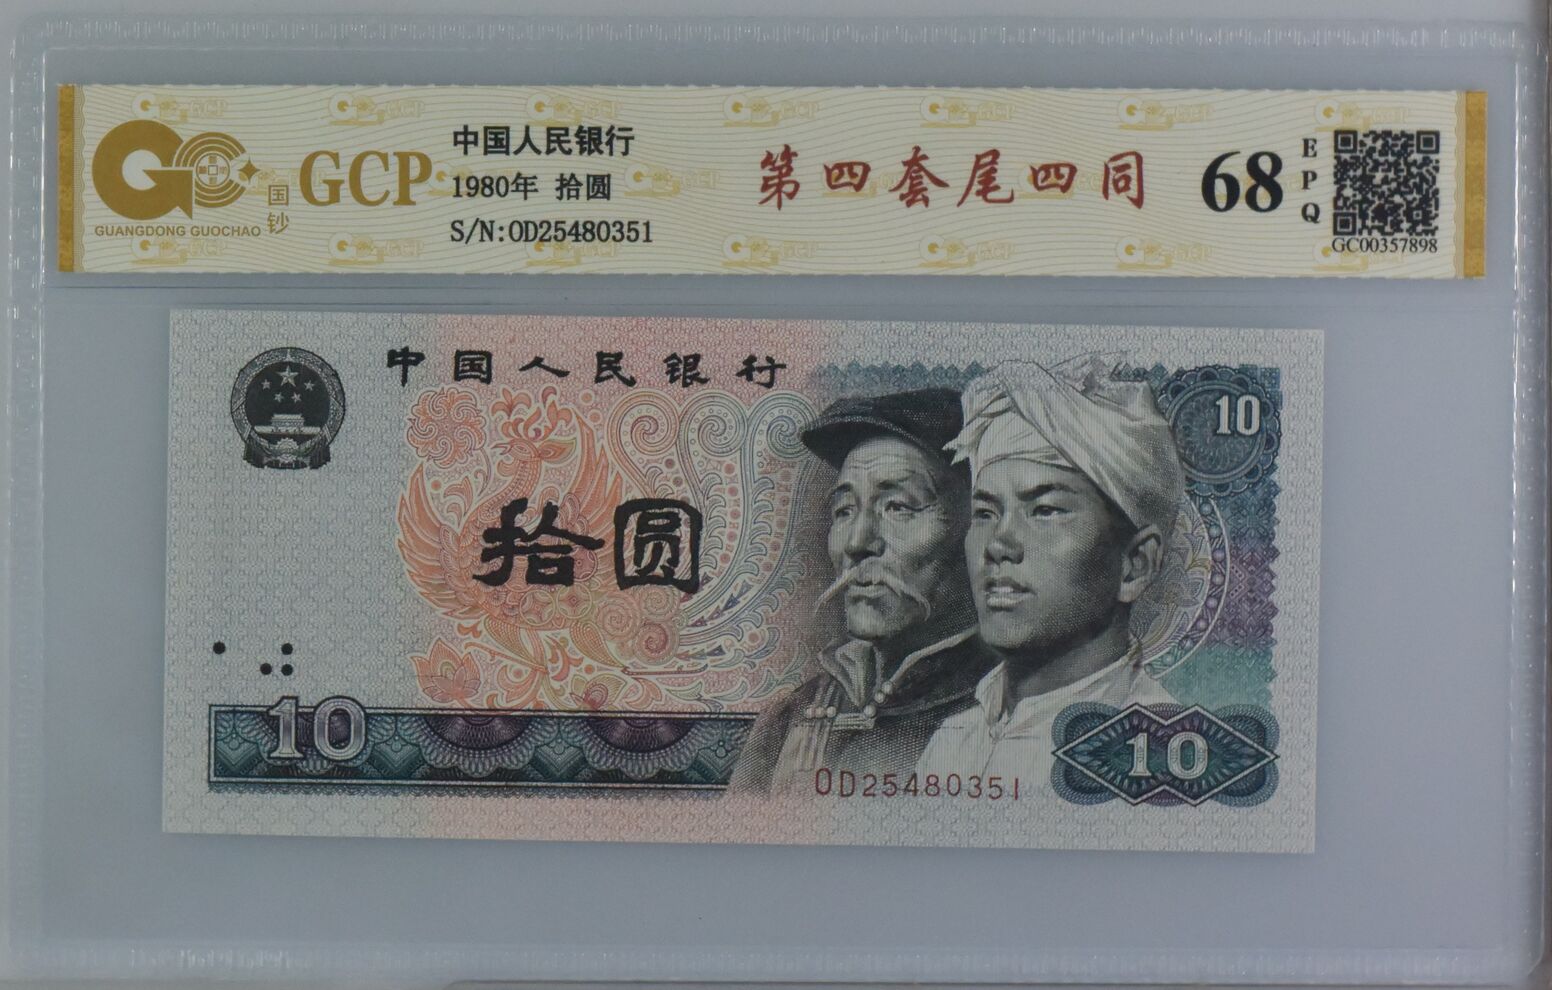 GCP
国钞
GUANGDONG GUOCHAO
中国人民银行
1980年 拾圆
S/N:OD25480351
第四套尾四同
68
EPQ
GC00357898
中国人民银行
10
拾圆
10
10
OD25480351